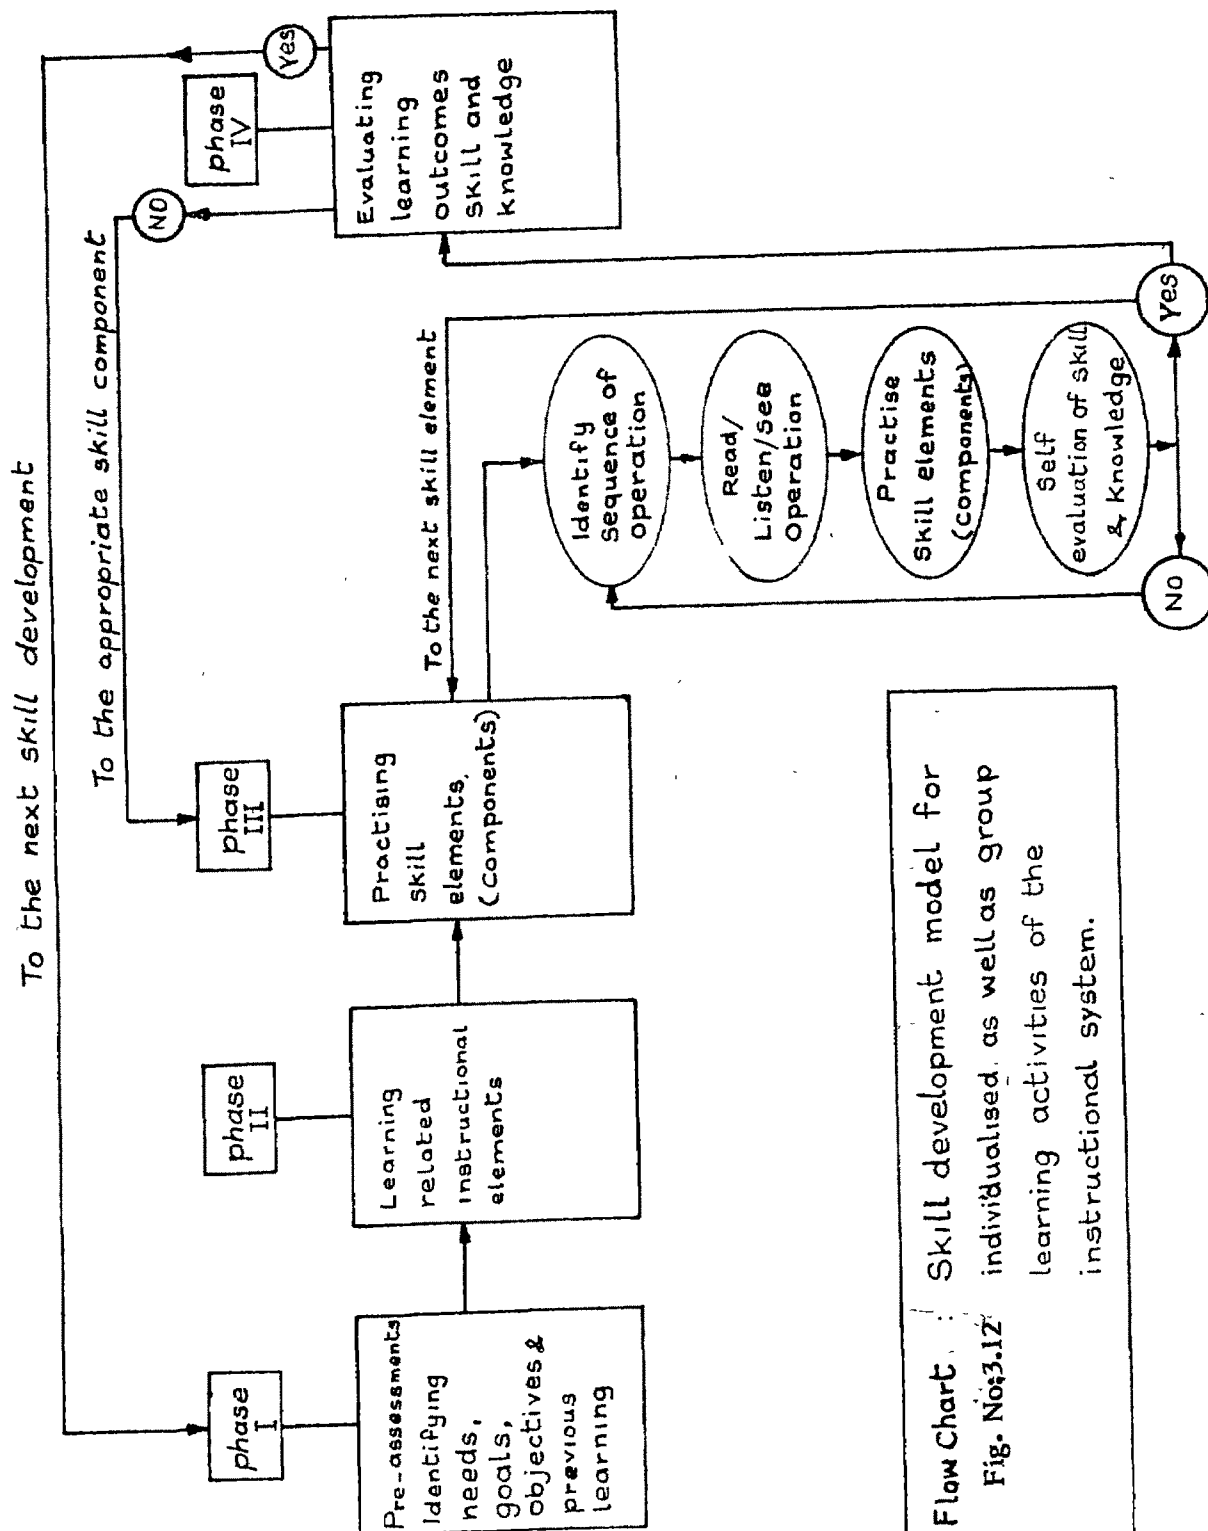 To the next skill development
To the appropriate skill component
phase
I
phase
II
phase
III
NO
phase
IV
Yes
Pre-assessments
Identifying
needs,
goals,
objectives &
previous
learning
Learning
related
instructional
elements
Practising
skill
elements,
(components)
To the next skill element
Evaluating
learning
outcomes
skill and
knowledge
Identify
Sequence of
operation
Read/
Listen/see
Operation
Practise
Skill elements
(components)
Self
evaluation of skill
& Knowledge
NO
Yes
Flow Chart : Skill development model for
Fig. No:3.12 individualised as well as group
learning activities of the
instructional system.